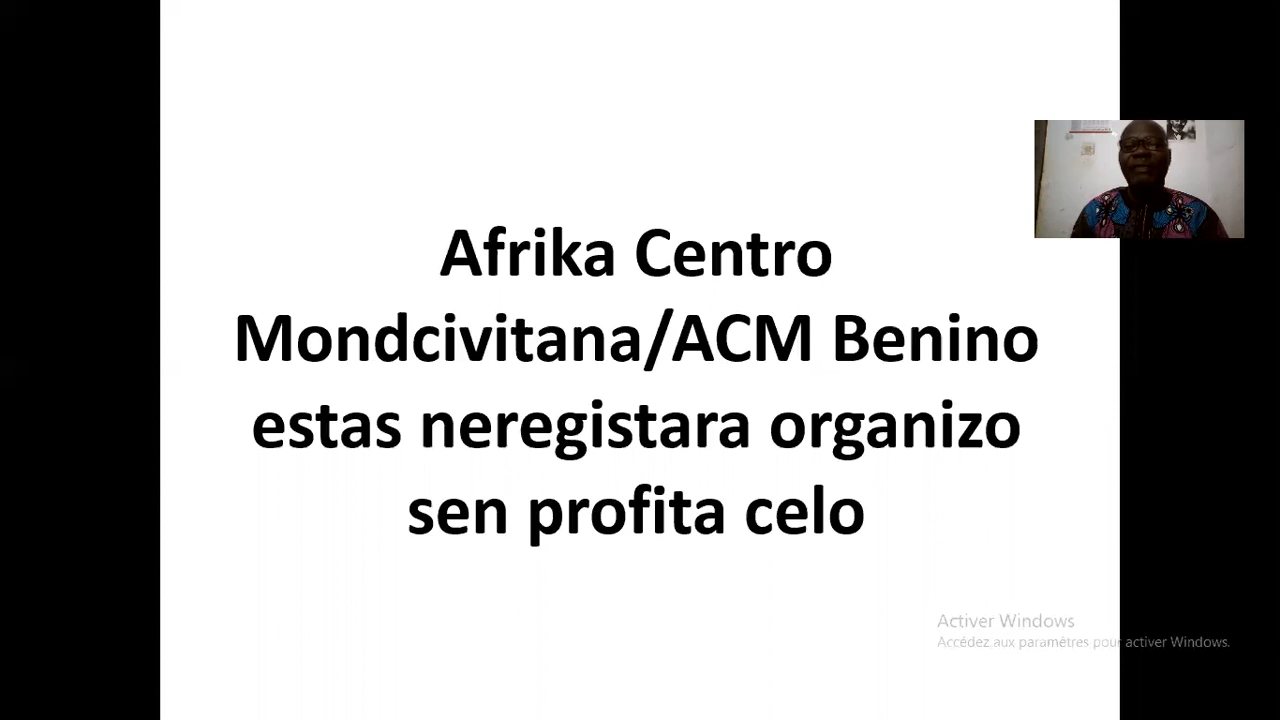 Afrika Centro
Mondcivitana/ACM Benino
estas neregistara organizo
sen profita celo
Activer Windows
Accédez aux paramètres pour activer Windows.